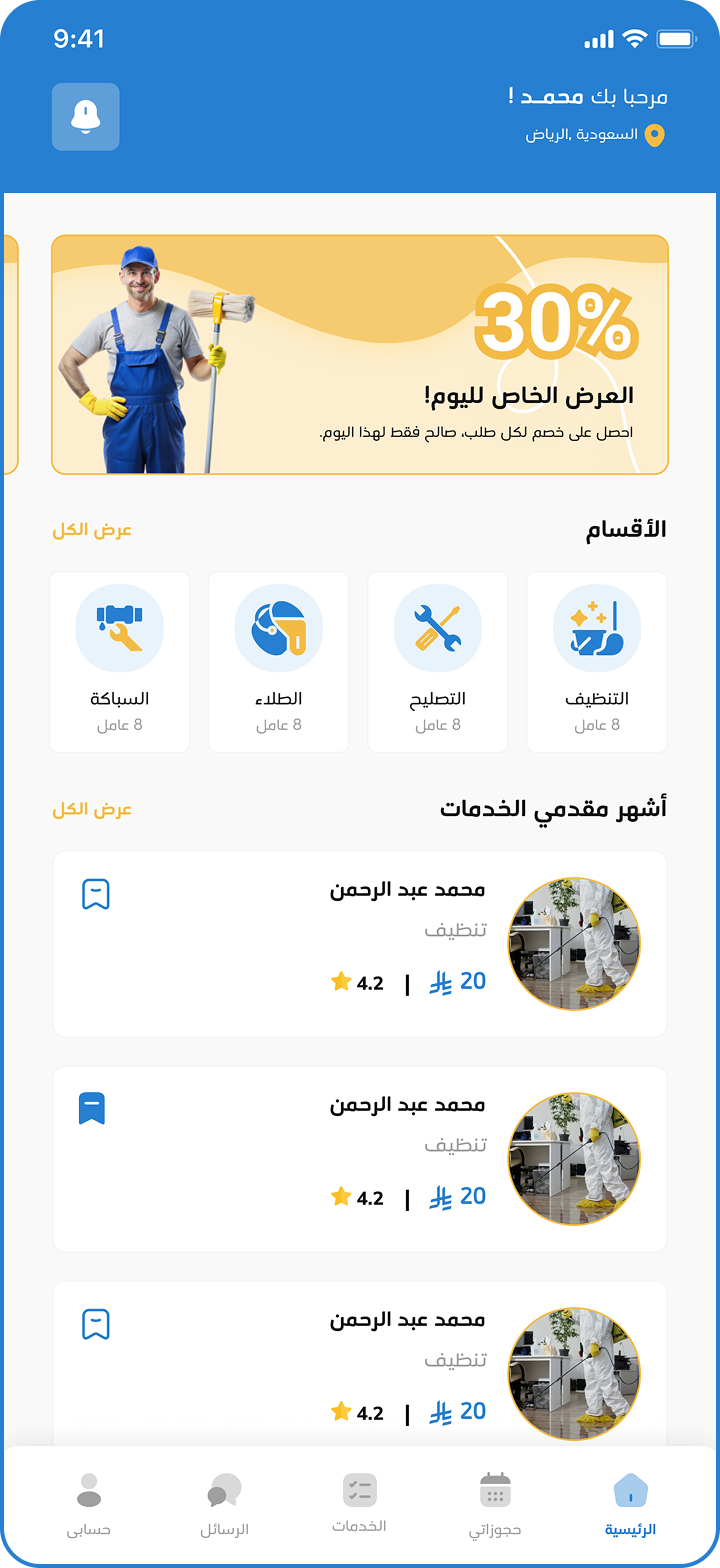 9:41
مرحبا بك محمــد !
السعودية ,الرياض
30%
العرض الخاص لليوم!
احصل على خصم لكل طلب، صالح فقط لهذا اليوم.
الأقسام
عرض الكل
التنظيف
8 عامل
التصليح
8 عامل
الطلاء
8 عامل
السباكة
8 عامل
أشهر مقدمي الخدمات
عرض الكل
محمد عبد الرحمن
تنظيف
20 | 4.2
محمد عبد الرحمن
تنظيف
20 | 4.2
محمد عبد الرحمن
تنظيف
20 | 4.2
الرئيسية
حجوزاتي
الخدمات
الرسائل
حسابى